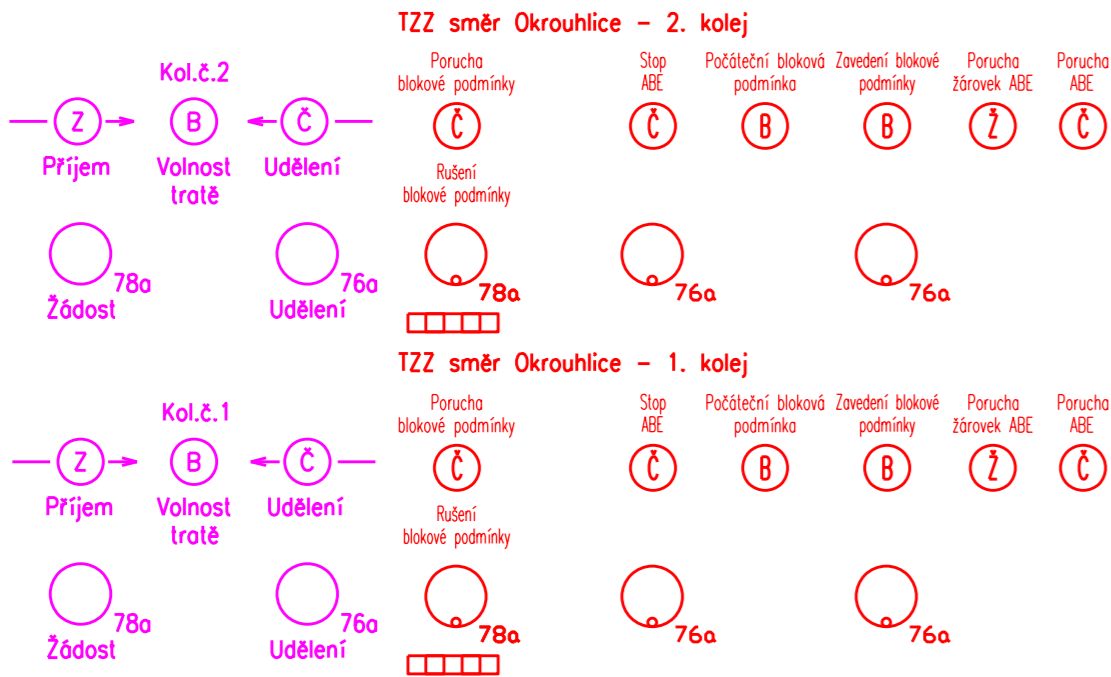 TZZ směr Okrouhlice – 2. kolej
Kol.č.2
Porucha
blokové podmínky
Stop
ABE
Počáteční bloková
podmínka
Zavedení blokové
podmínky
Porucha
žárovek ABE
Porucha
ABE
Z
B
Č
Č
Č
B
B
Ž
Č
Příjem
Volnost
tratě
Udělení
Rušení
blokové podmínky
78a
76a
78a
76a
76a
Žádost
Udělení
TZZ směr Okrouhlice – 1. kolej
Kol.č.1
Porucha
blokové podmínky
Stop
ABE
Počáteční bloková
podmínka
Zavedení blokové
podmínky
Porucha
žárovek ABE
Porucha
ABE
Z
B
Č
Č
Č
B
B
Ž
Č
Příjem
Volnost
tratě
Udělení
Rušení
blokové podmínky
78a
76a
78a
76a
76a
Žádost
Udělení